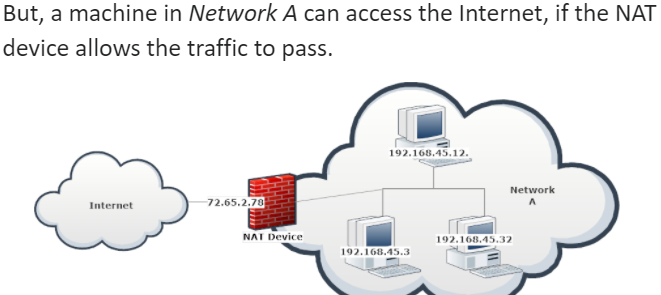 But, a machine in Network A can access the Internet, if the NAT
device allows the traffic to pass.
192.168.45.12.
Network
A
Internet
72.65.2.78
NAT Device
192.168.45.3
192.168.45.32